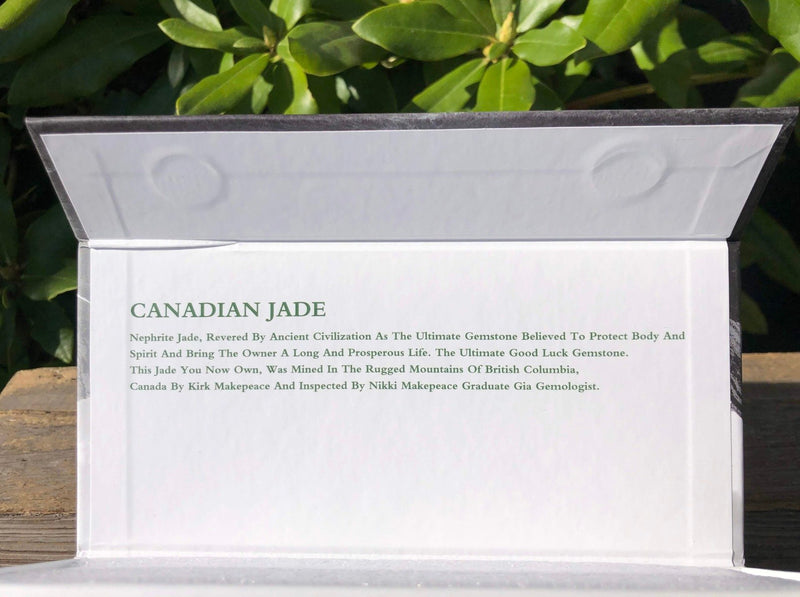 CANADIAN JADE
Nephrite Jade, Revered By Ancient Civilization As The Ultimate Gemstone Believed To Protect Body And
Spirit And Bring The Owner A Long And Prosperous Life. The Ultimate Good Luck Gemstone.
This Jade You Now Own, Was Mined In The Rugged Mountains Of British Columbia,
Canada By Kirk Makepeace And Inspected By Nikki Makepeace Graduate Gia Gemologist.